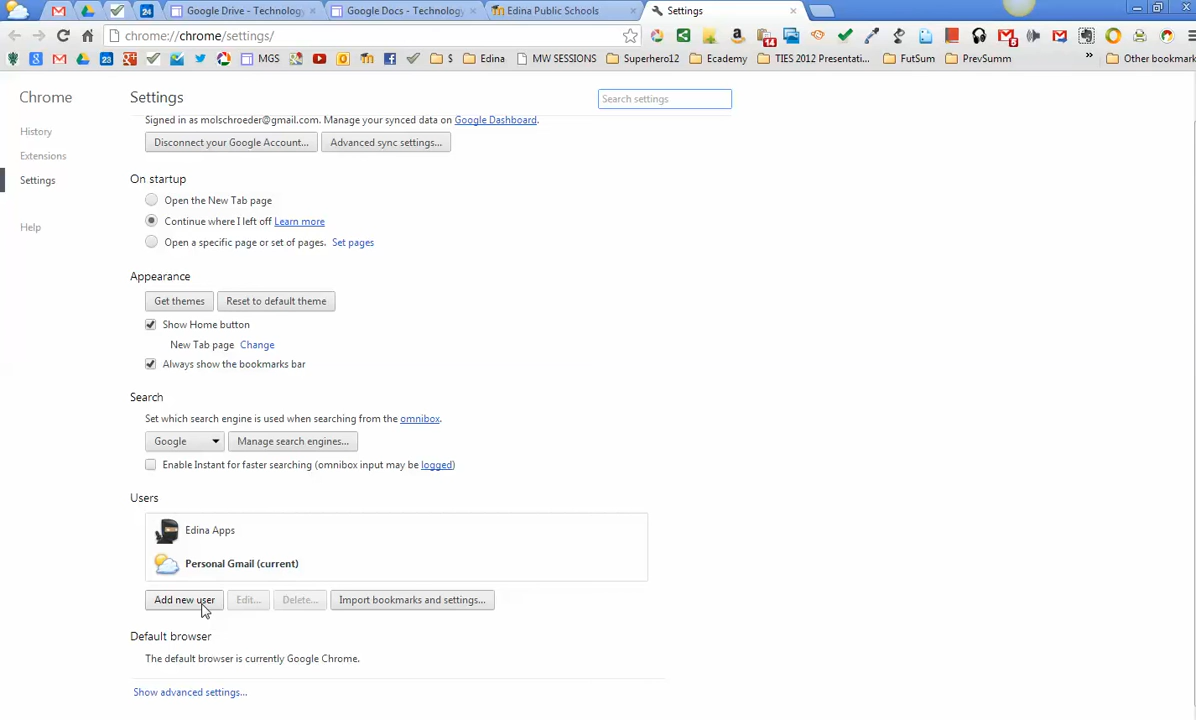 24
Google Drive - Technology
Google Docs - Technology
Edina Public Schools
Settings
chrome://chrome/settings/
14
6
23
MGS
$
Edina
MW SESSIONS
Superhero12
Ecademy
TIES 2012 Presentati...
FutSum
PrevSumm
»
Other bookmark
Chrome
History
Extensions
Settings
Help
Settings
Search settings
Signed in as molschroeder@gmail.com. Manage your synced data on Google Dashboard.
Disconnect your Google Account...
Advanced sync settings...
On startup
Open the New Tab page
Continue where I left off Learn more
Open a specific page or set of pages. Set pages
Appearance
Get themes
Reset to default theme
Show Home button
New Tab page Change
Always show the bookmarks bar
Search
Set which search engine is used when searching from the omnibox.
Google
Manage search engines...
Enable Instant for faster searching (omnibox input may be logged)
Users
Edina Apps
Personal Gmail (current)
Add new user
Edit...
Delete...
Import bookmarks and settings...
Default browser
The default browser is currently Google Chrome.
Show advanced settings...